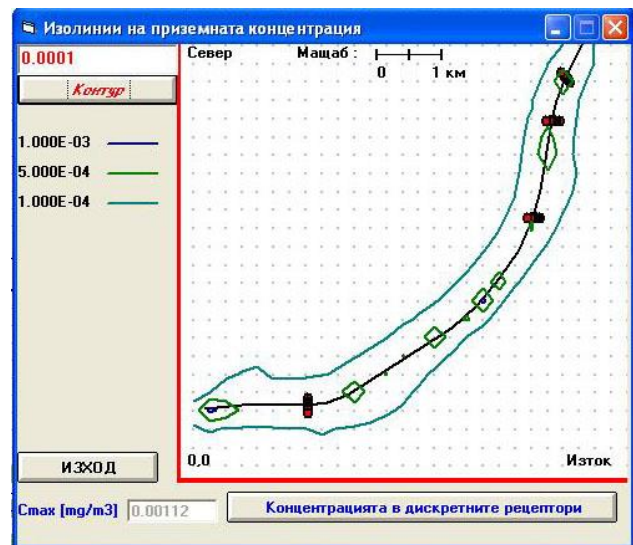 Изолинии на приземната концентрация
0.0001
Север Мащаб :
0 1 км
Контур
1.000E-03
5.000E-04
1.000E-04
0,0 Изток
ИЗХОД
Cmax [mg/m3] 0.00112 Концентрацията в дискретните рецептори